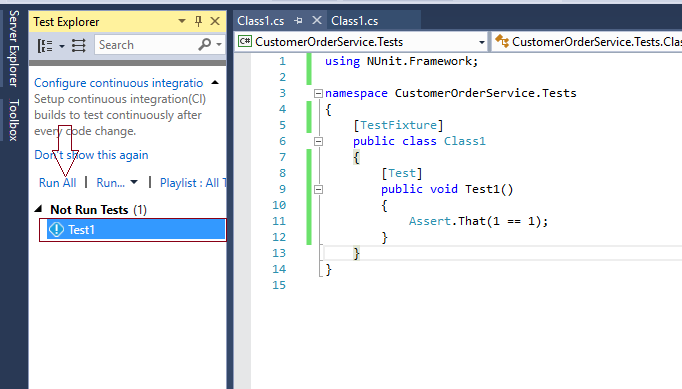 Server Explorer
Toolbox
Test Explorer
Search
Configure continuous integratio
Setup continuous integration(CI)
builds to test continuously after
every code change.
Don't show this again
Run All | Run... | Playlist : All T
Not Run Tests (1)
Test1
Class1.cs Class1.cs
C# CustomerOrderService.Tests CustomerOrderService.Tests.Clas
1 using NUnit.Framework;
2
3 namespace CustomerOrderService.Tests
4 {
5 [TestFixture]
6 public class Class1
7 {
8 [Test]
9 public void Test1()
10 {
11 Assert.That(1 == 1);
12 }
13 }
14 }
15